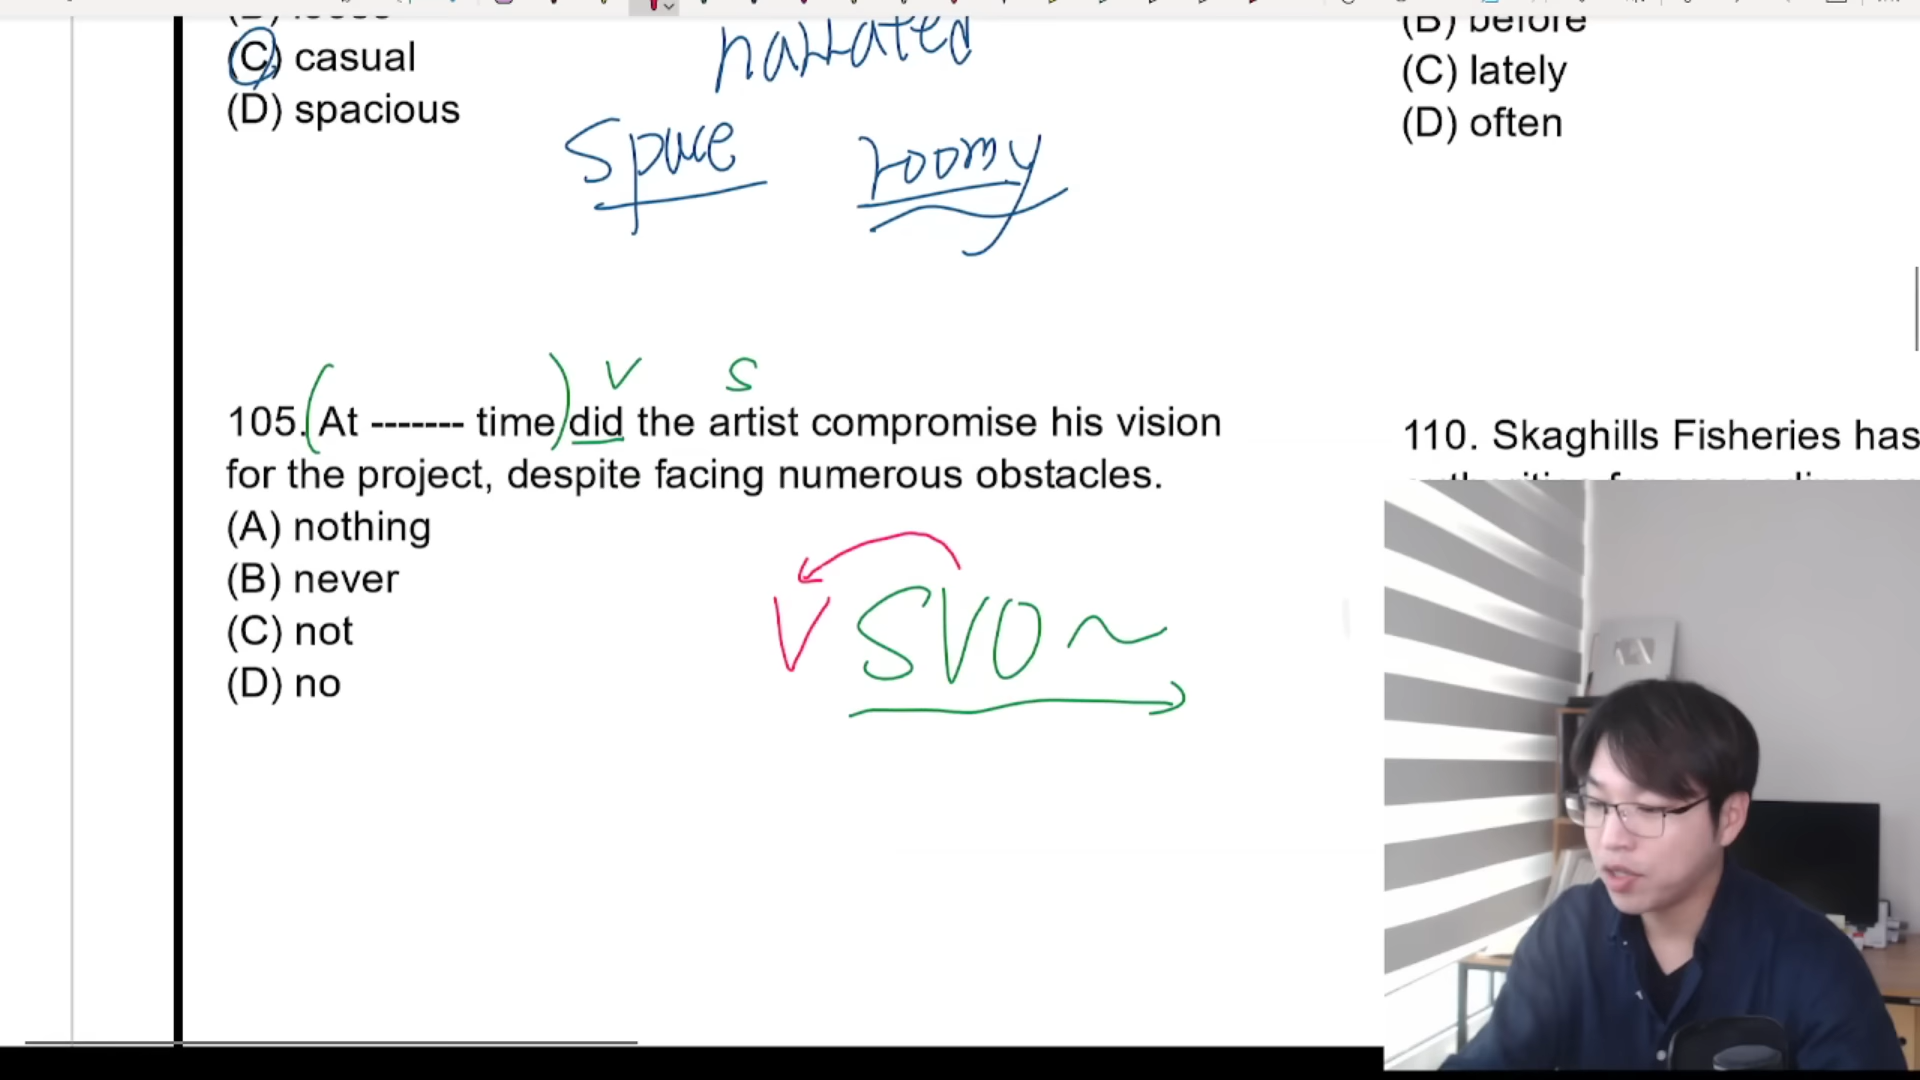 (C) casual
(D) spacious
narrated
space
roomy
V S
105. At ------- time did the artist compromise his vision
for the project, despite facing numerous obstacles.
(A) nothing
(B) never
(C) not
(D) no
V SVO ~
(B) before
(C) lately
(D) often
110. Skaghills Fisheries has